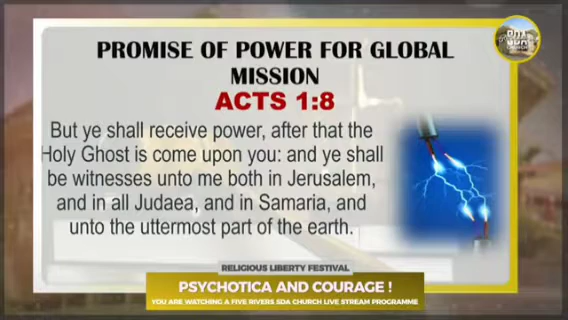 PROMISE OF POWER FOR GLOBAL
MISSION
ACTS 1:8
But ye shall receive power, after that the
Holy Ghost is come upon you: and ye shall
be witnesses unto me both in Jerusalem,
and in all Judaea, and in Samaria, and
unto the uttermost part of the earth.
RELIGIOUS LIBERTY FESTIVAL
PSYCHOTICA AND COURAGE !
YOU ARE WATCHING A FIVE RIVERS SDA CHURCH LIVE STREAM PROGRAMME